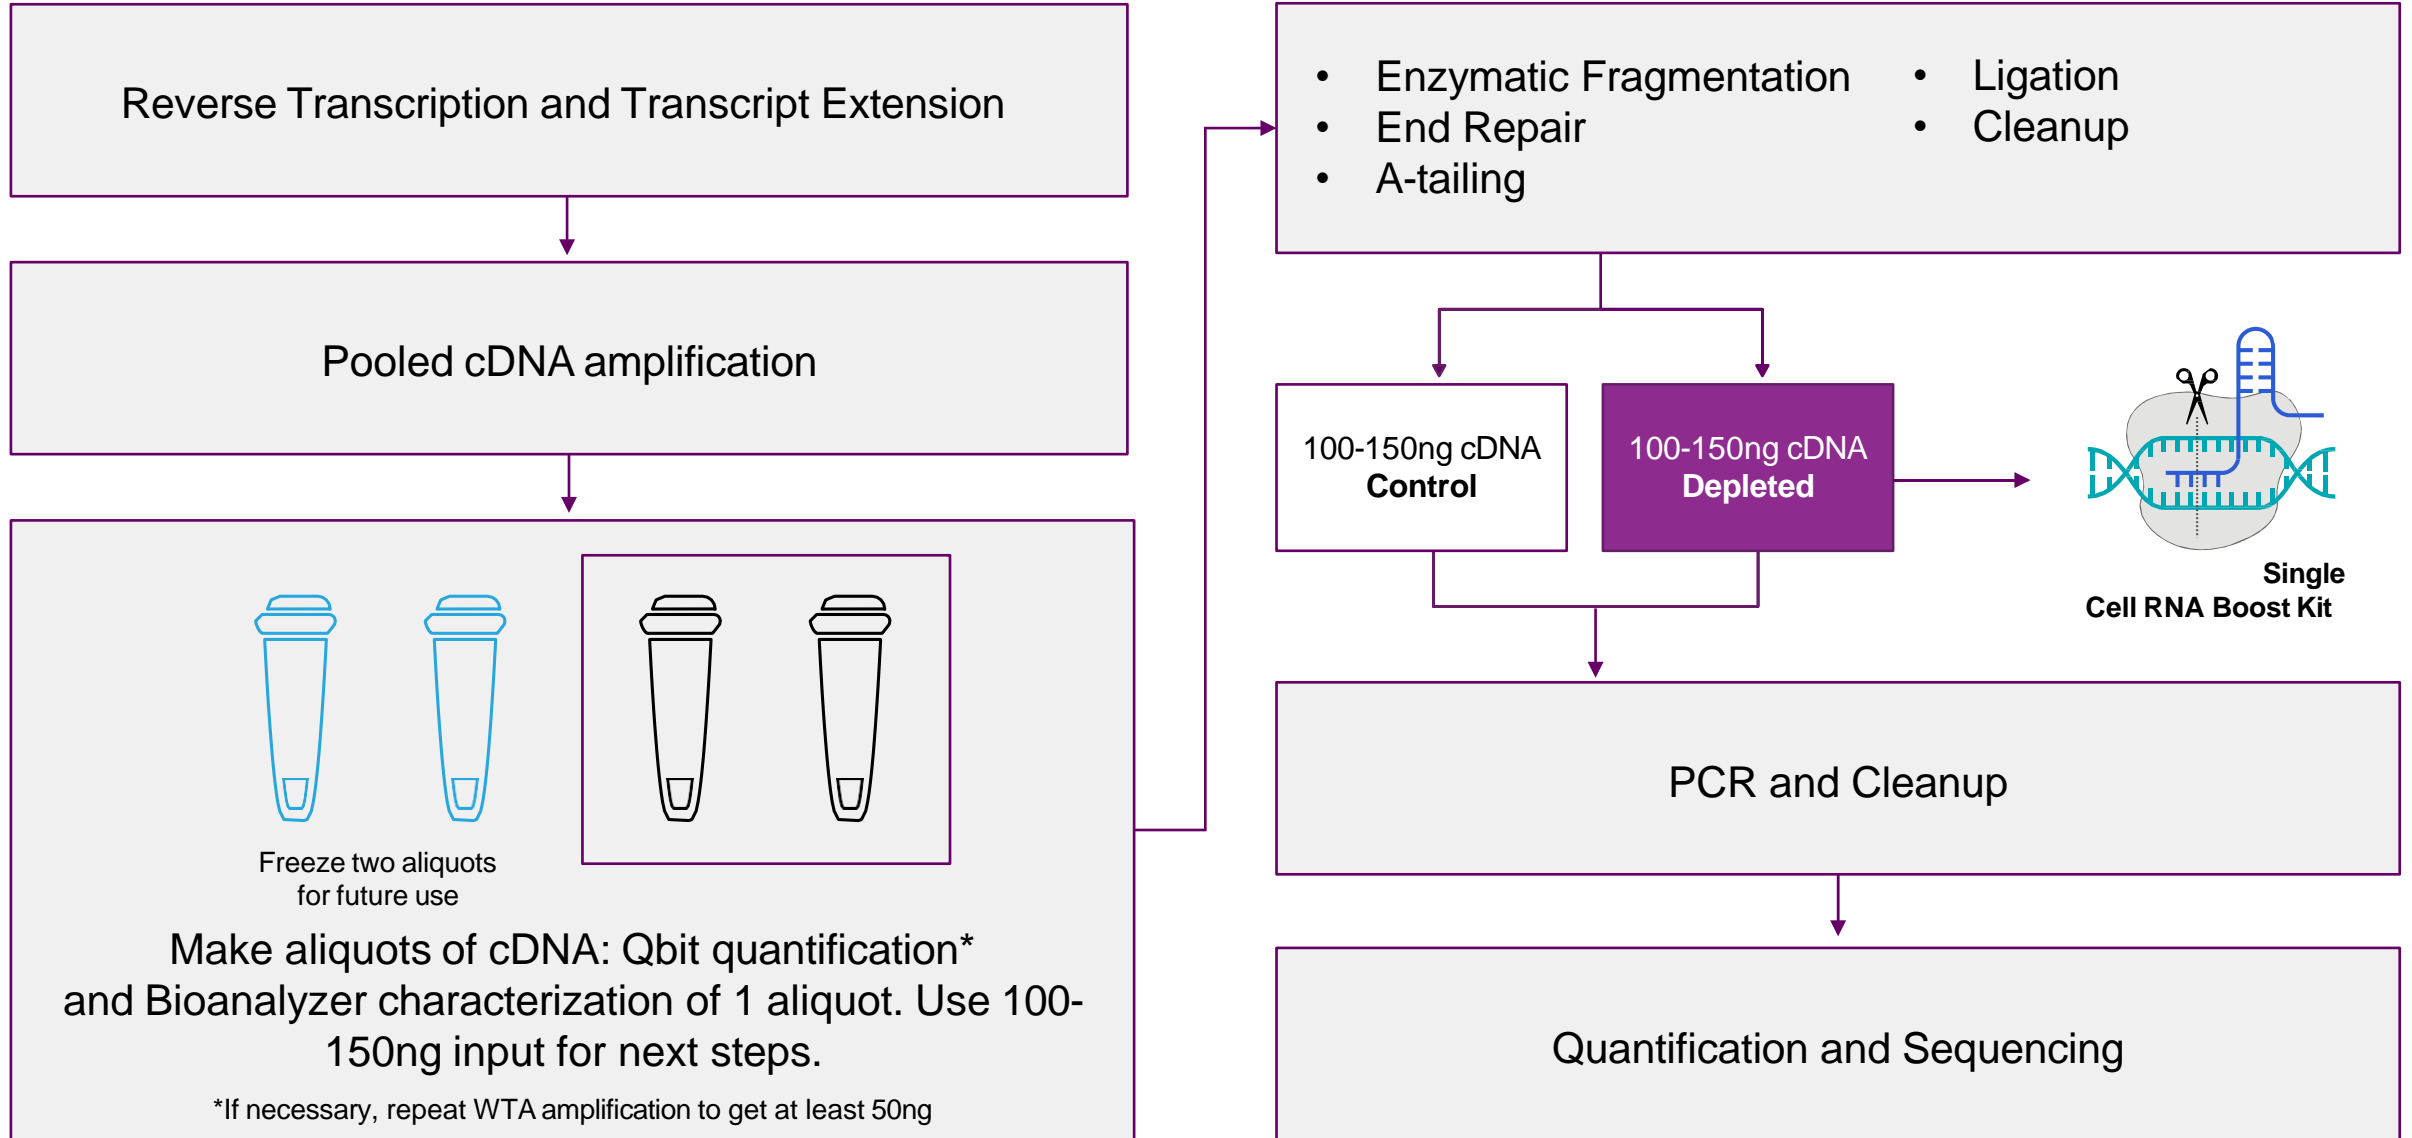 Reverse Transcription and Transcript Extension
Pooled cDNA amplification
Freeze two aliquots
for future use
Make aliquots of cDNA: Qbit quantification*
and Bioanalyzer characterization of 1 aliquot. Use 100-
150ng input for next steps.
*If necessary, repeat WTA amplification to get at least 50ng
• Enzymatic Fragmentation
• End Repair
• A-tailing
• Ligation
• Cleanup
100-150ng cDNA
Control
100-150ng cDNA
Depleted
Single
Cell RNA Boost Kit
PCR and Cleanup
Quantification and Sequencing